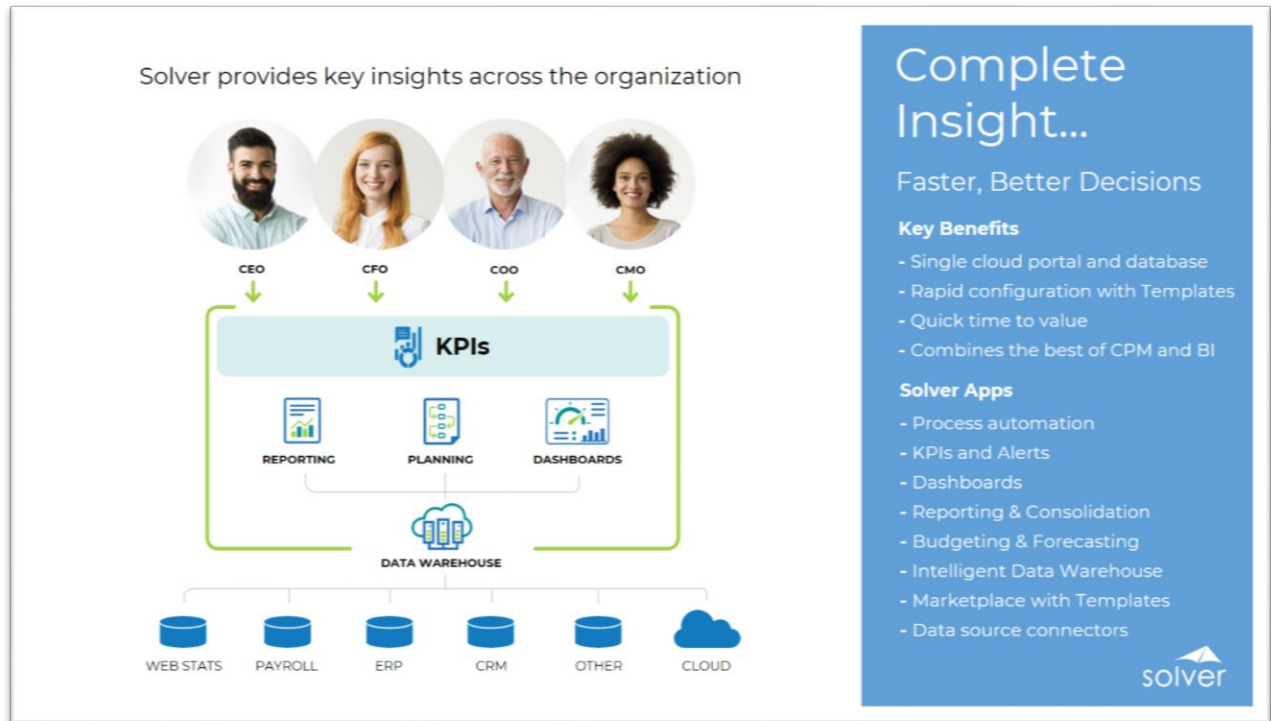 Solver provides key insights across the organization
CEO
CFO
COO
CMO
KPIs
REPORTING
PLANNING
DASHBOARDS
DATA WAREHOUSE
WEB STATS
PAYROLL
ERP
CRM
OTHER
CLOUD
Complete
Insight...
Faster, Better Decisions
Key Benefits
- Single cloud portal and database
- Rapid configuration with Templates
- Quick time to value
- Combines the best of CPM and BI
Solver Apps
- Process automation
- KPIs and Alerts
- Dashboards
- Reporting & Consolidation
- Budgeting & Forecasting
- Intelligent Data Warehouse
- Marketplace with Templates
- Data source connectors
solver